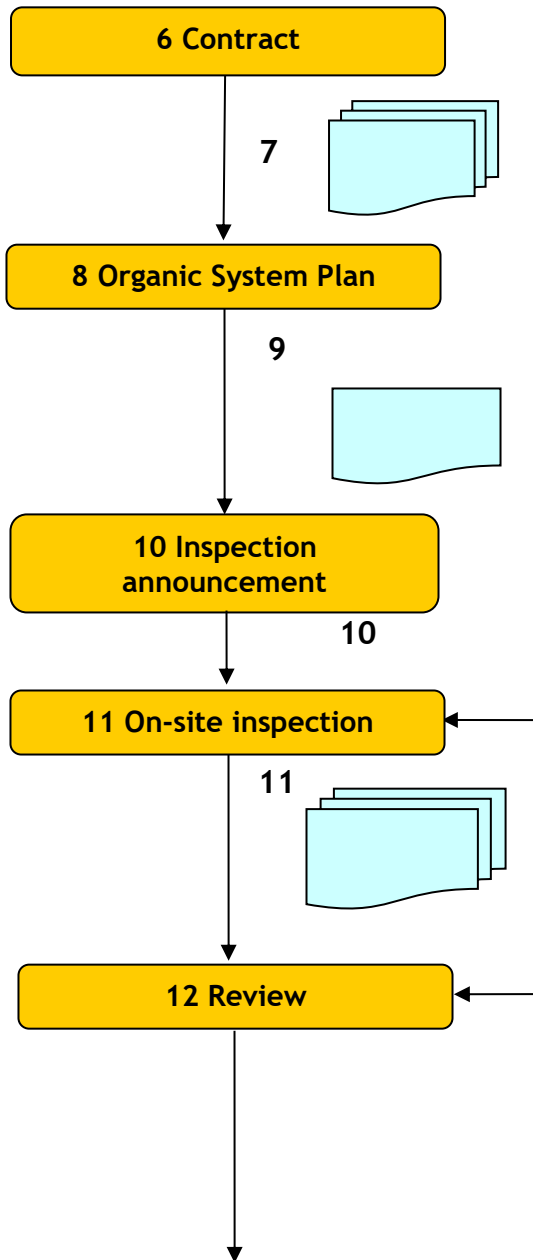 6 Contract
7
8 Organic System Plan
9
10 Inspection
announcement
10
11 On-site inspection
11
12 Review